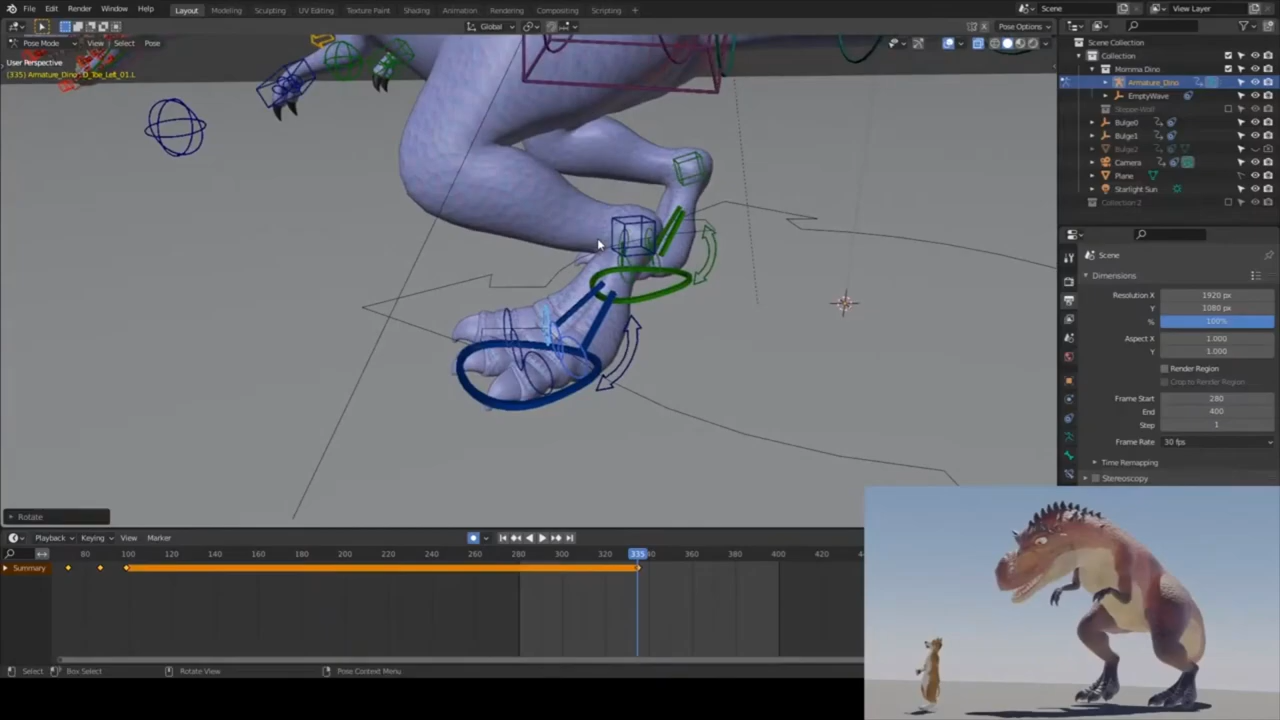 File Edit Render Window Help Layout Modeling Sculpting UV Editing Texture Paint Shading Animation Rendering Compositing Scripting Scene View Layer
Global Pose Options
Pose Mode View Select Pose
User Perspective
(335) Armature_Dino : D_Toe_Left_01.L
Scene Collection
Collection
Momma Dino
Armature_Dino
EmptyWave
Steppe Wall
Bulge0
Bulge1
Bulge2
Camera
Plane
Starlight Sun
Collection 2
Scene
Dimensions
Resolution X 1920 px
Y 1080 px
% 100%
Aspect X 1.000
Y 1.000
Render Region
Crop to Render Region
Frame Start 280
End 400
Step 1
Frame Rate 30 fps
Time Remapping
Stereoscopy
Rotate
Playback Keying View Marker
80 100 120 140 160 180 200 220 240 260 280 300 320 335 340 360 380 400 420
Summary
Select Box Select Rotate View Pose Context Menu